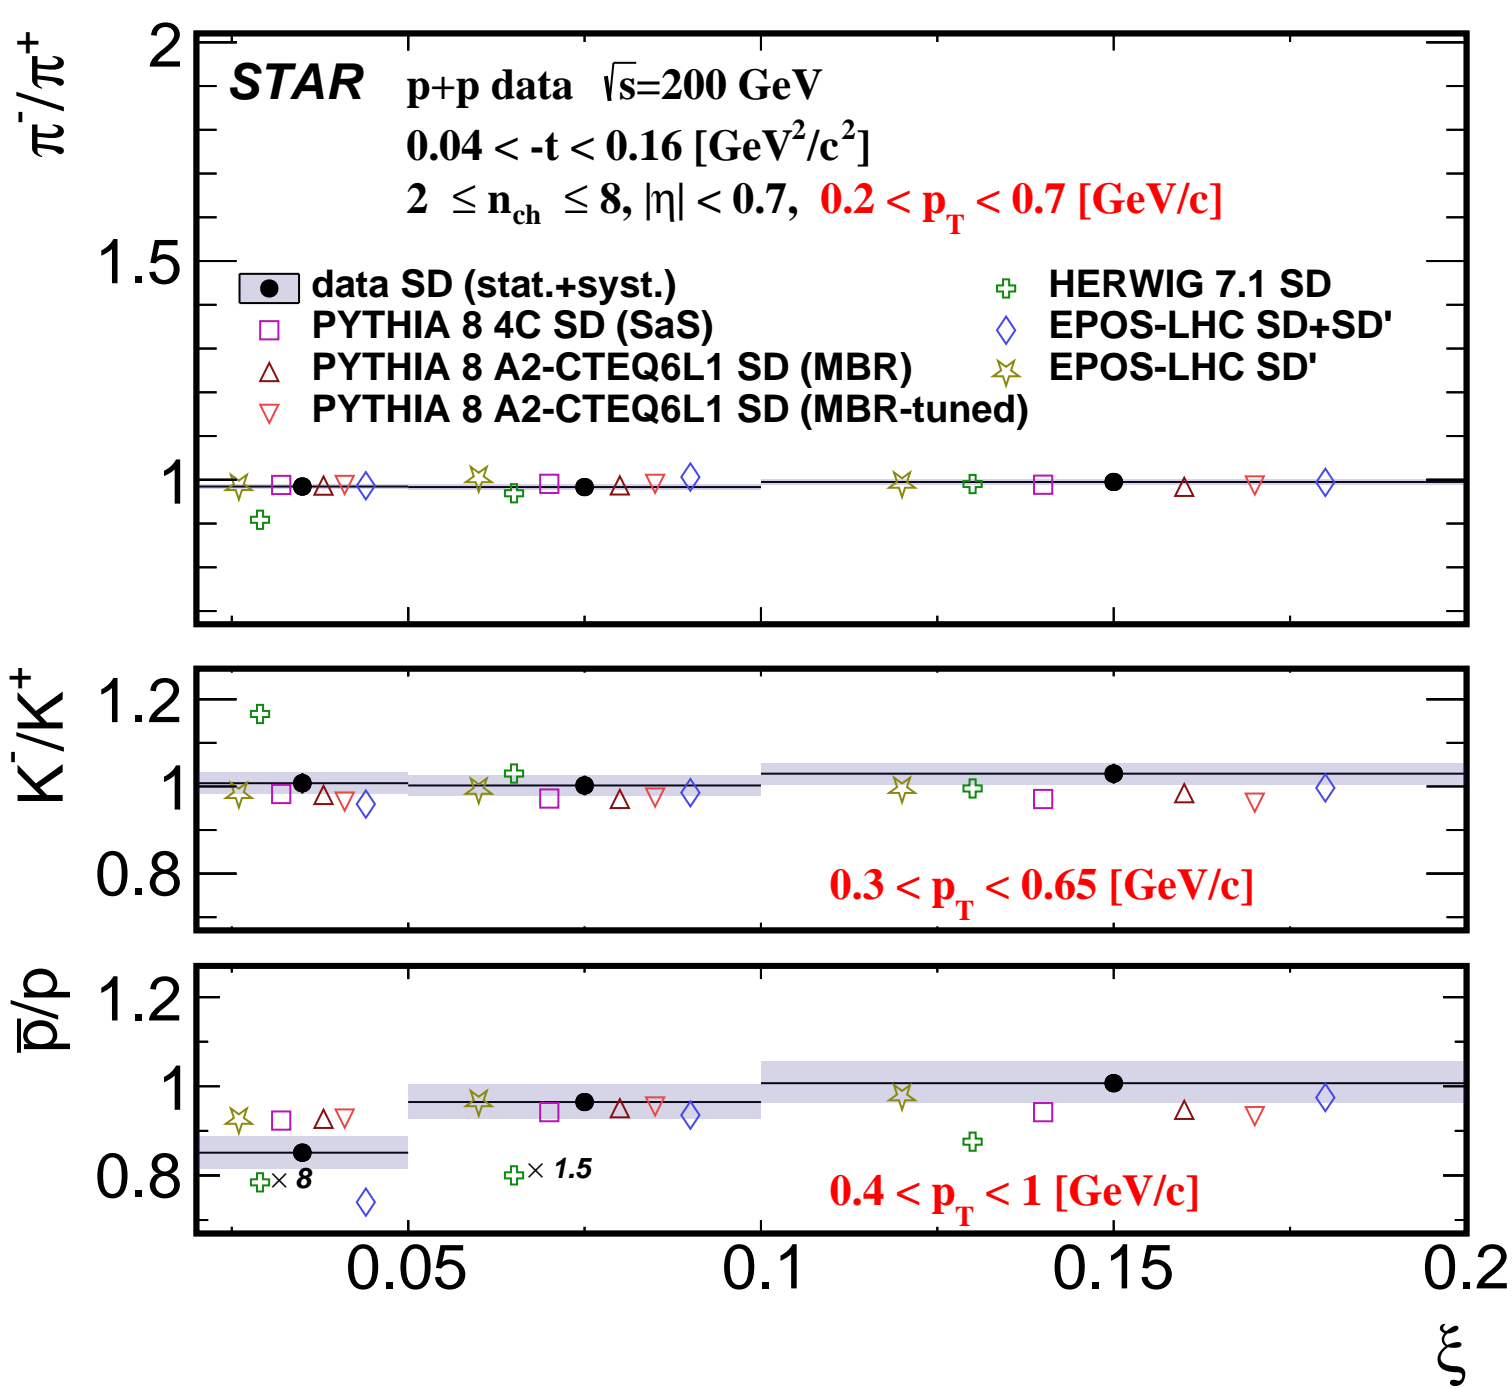 π⁻/π⁺
2
1.5
1
STAR p+p data √s=200 GeV
0.04 < -t < 0.16 [GeV²/c²]
2 ≤ n_ch ≤ 8, |η| < 0.7, 0.2 < p_T < 0.7 [GeV/c]
data SD (stat.+syst.)
PYTHIA 8 4C SD (SaS)
PYTHIA 8 A2-CTEQ6L1 SD (MBR)
PYTHIA 8 A2-CTEQ6L1 SD (MBR-tuned)
HERWIG 7.1 SD
EPOS-LHC SD+SD'
EPOS-LHC SD'
K⁻/K⁺
1.2
1
0.8
0.3 < p_T < 0.65 [GeV/c]
p̅/p
1.2
1
0.8
× 8
× 1.5
0.4 < p_T < 1 [GeV/c]
0.05 0.1 0.15 0.2
ξ